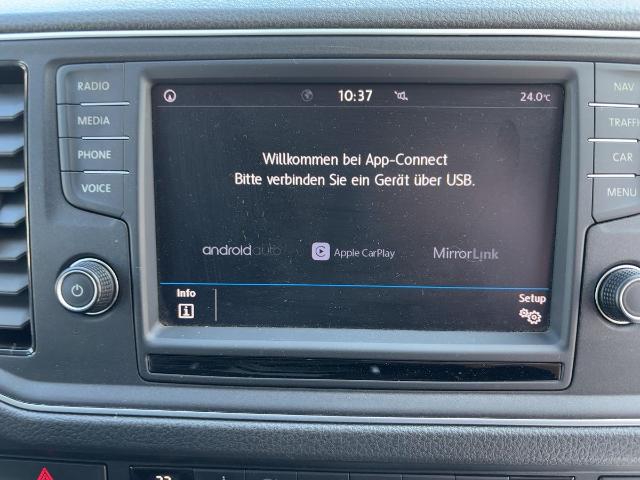 RADIO
MEDIA
PHONE
VOICE
10:37
24.0°C
Willkommen bei App-Connect
Bitte verbinden Sie ein Gerät über USB.
androidauto
Apple CarPlay
MirrorLink
Info
Setup
NAV
CAR
MENU